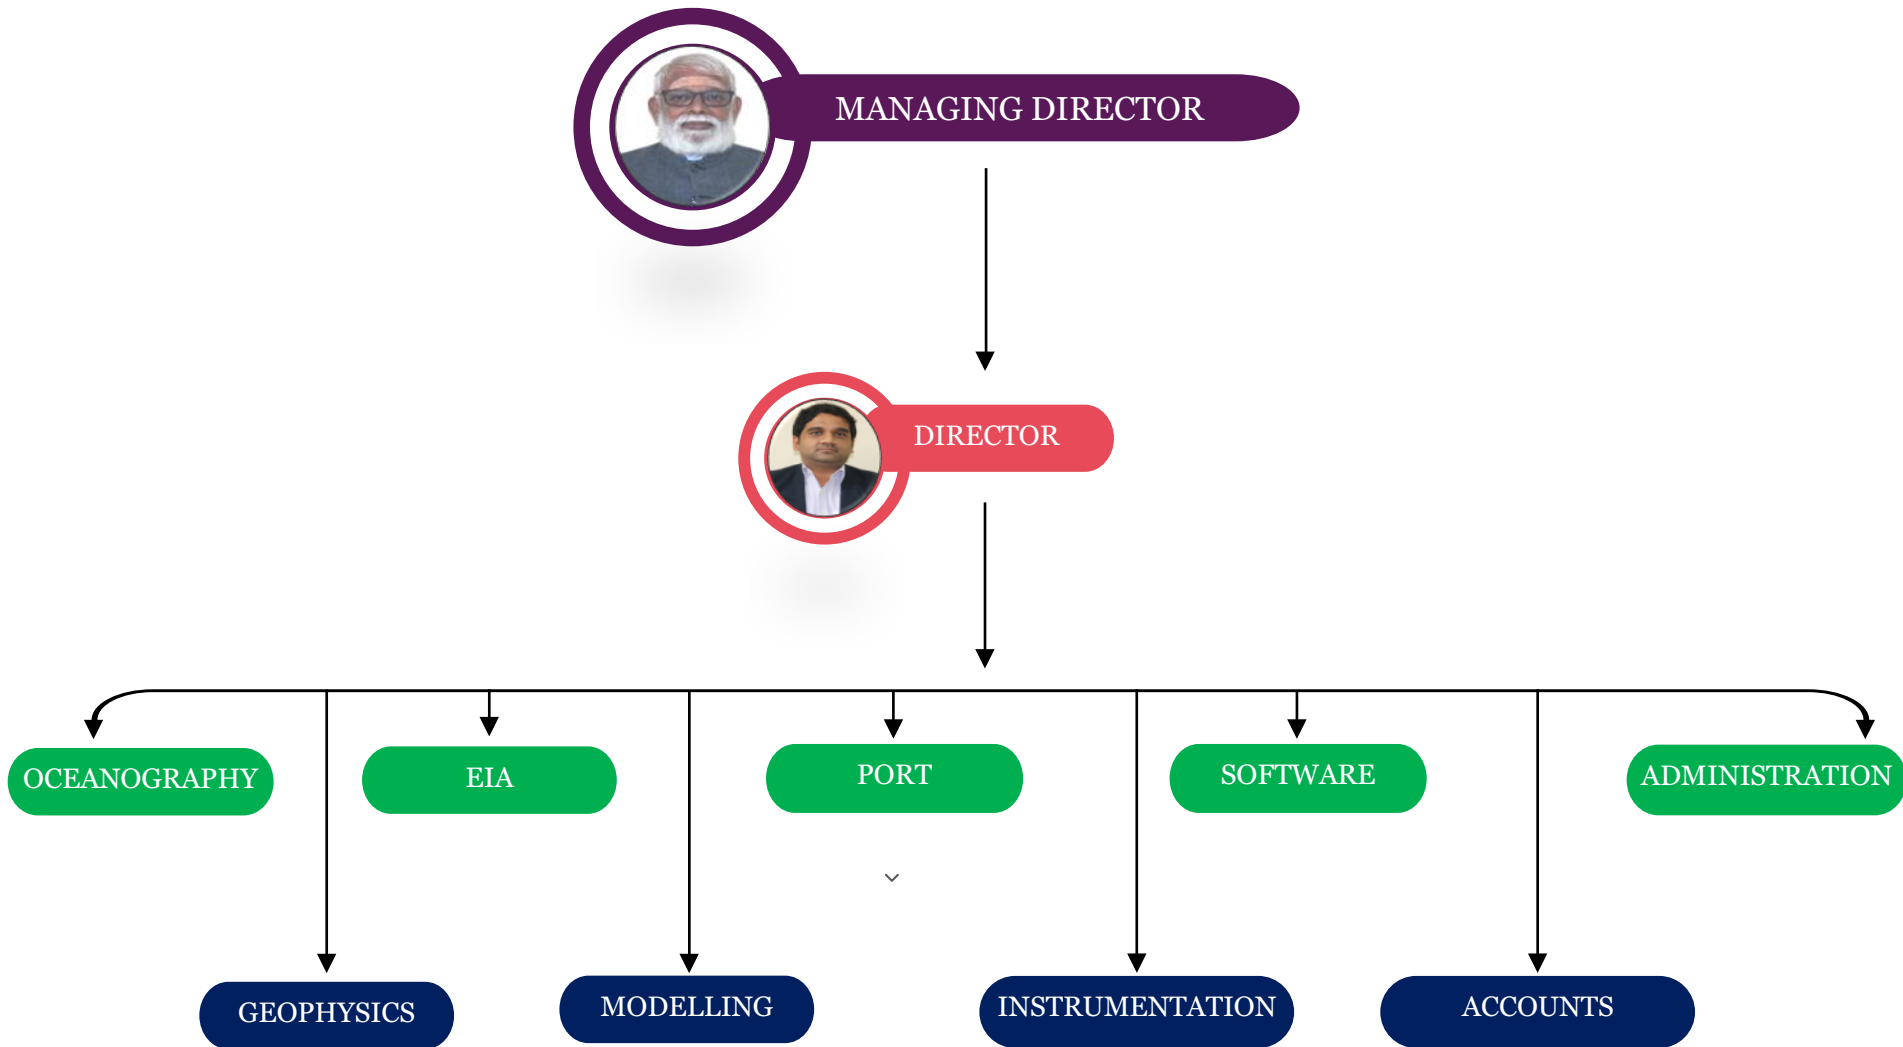 MANAGING DIRECTOR
DIRECTOR
OCEANOGRAPHY
EIA
PORT
SOFTWARE
ADMINISTRATION
GEOPHYSICS
MODELLING
INSTRUMENTATION
ACCOUNTS